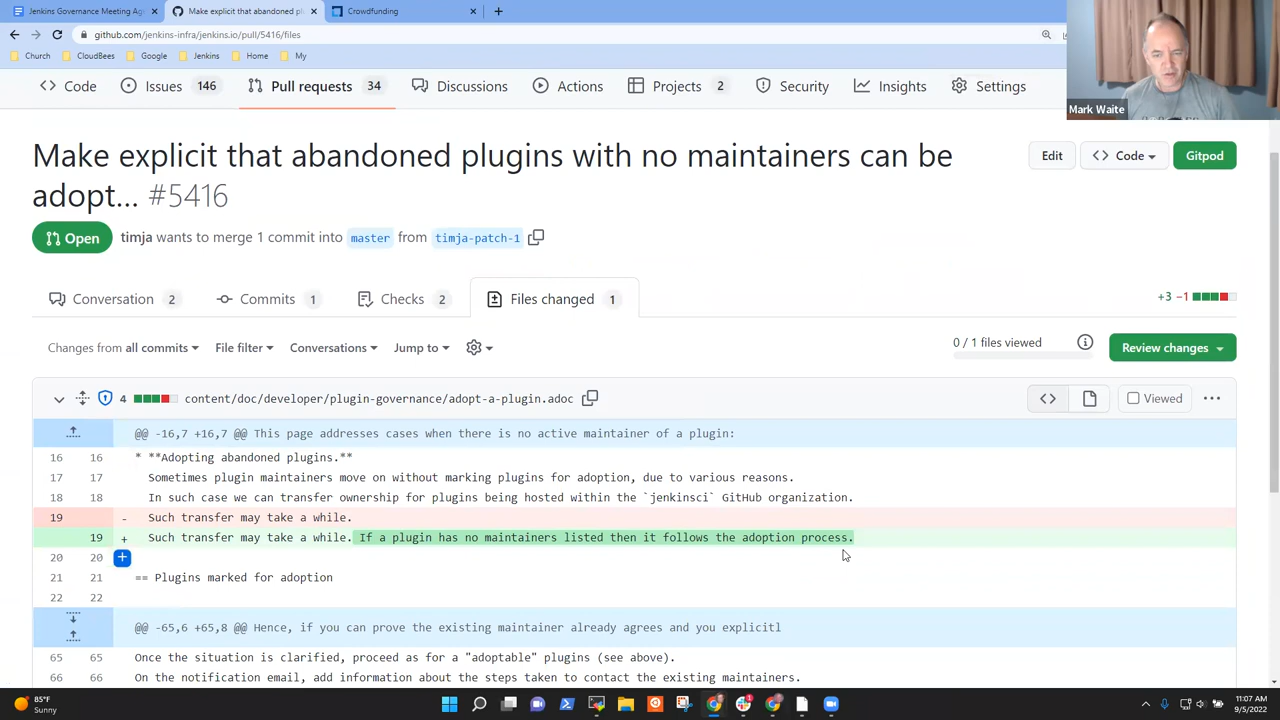 Jenkins Governance Meeting Ag
Make explicit that abandoned pl
Crowdfunding
github.com/jenkins-infra/jenkins.io/pull/5416/files
Church
CloudBees
Google
Jenkins
Home
My
Mark Waite
Code
Issues 146
Pull requests 34
Discussions
Actions
Projects 2
Security
Insights
Settings
Make explicit that abandoned plugins with no maintainers can be
adopt... #5416
Edit
<> Code
Gitpod
Open
timja wants to merge 1 commit into master from timja-patch-1
Conversation 2
Commits 1
Checks 2
Files changed 1
+3 −1
Changes from all commits
File filter
Conversations
Jump to
0 / 1 files viewed
Review changes
4 content/doc/developer/plugin-governance/adopt-a-plugin.adoc
Viewed
@@ -16,7 +16,7 @@ This page addresses cases when there is no active maintainer of a plugin:
16 16 * **Adopting abandoned plugins.**
17 17 Sometimes plugin maintainers move on without marking plugins for adoption, due to various reasons.
18 18 In such case we can transfer ownership for plugins being hosted within the `jenkinsci` GitHub organization.
19 - Such transfer may take a while.
19 + Such transfer may take a while. If a plugin has no maintainers listed then it follows the adoption process.
20 20
21 21 == Plugins marked for adoption
22 22
@@ -65,6 +65,8 @@ Hence, if you can prove the existing maintainer already agrees and you explicitl
65 65 Once the situation is clarified, proceed as for a "adoptable" plugins (see above).
66 66 On the notification email, add information about the steps taken to contact the existing maintainers.
85°F
Sunny
11:07 AM
9/5/2022